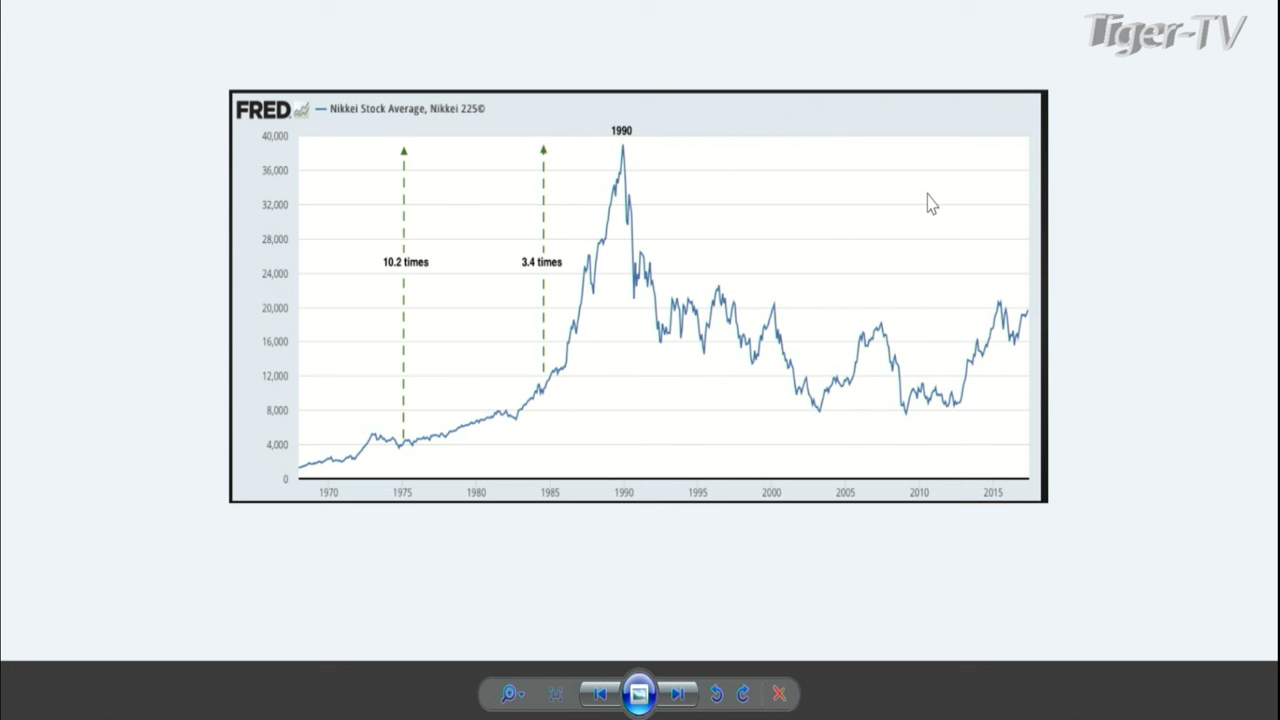 Tiger-TV
FRED
Nikkei Stock Average, Nikkei 225©
1990
40,000
36,000
32,000
28,000
10.2 times
3.4 times
24,000
20,000
16,000
12,000
8,000
4,000
0
1970 1975 1980 1985 1990 1995 2000 2005 2010 2015